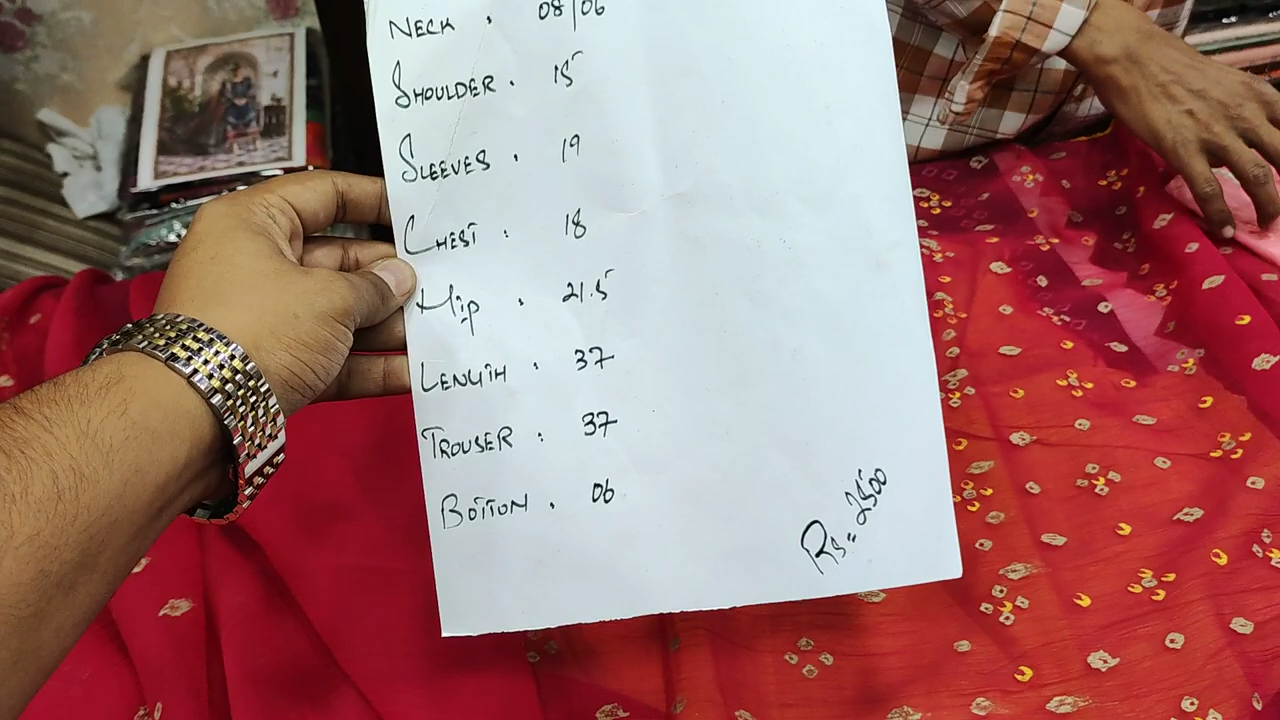 NECK : 08/06
SHOULDER . 15
SLEEVES . 19
CHEST : 18
Hip : 21.5
LENGTH : 37
TROUSER : 37
BOTTOM . 06
Rs= 2500